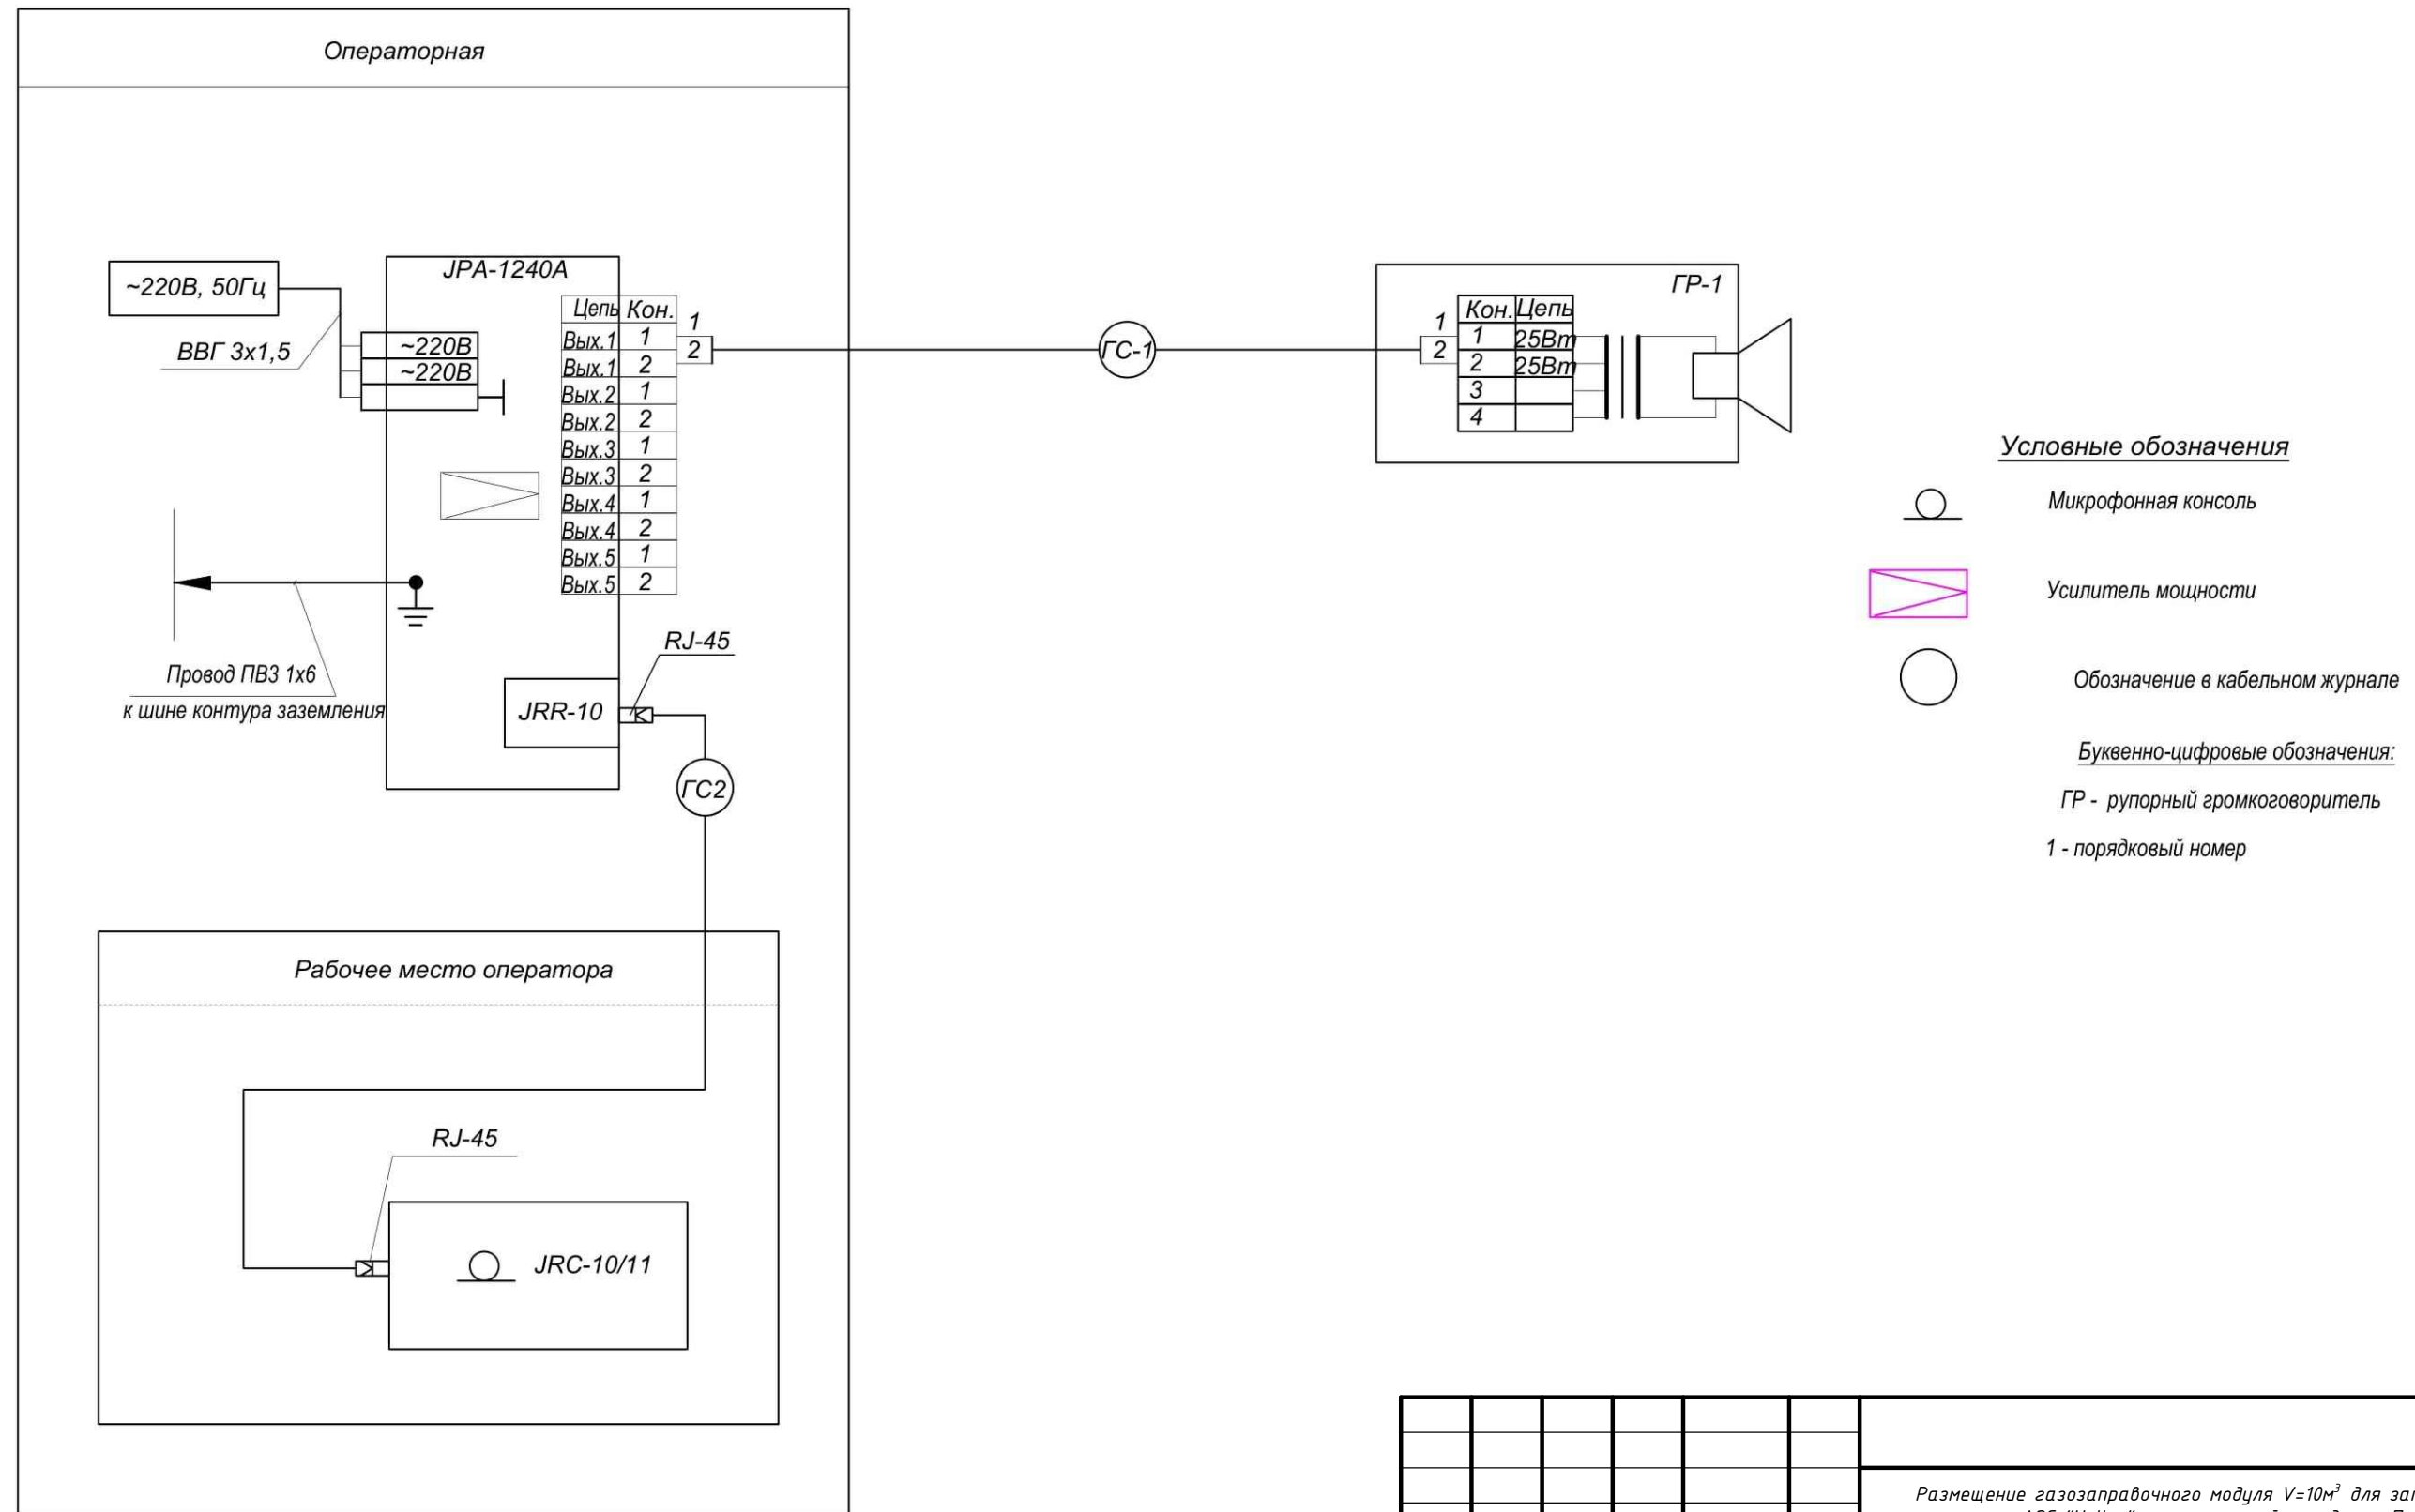 Операторная
JPA-1240А
~220В, 50Гц
ВВГ 3х1,5
~220В
~220В
Цепь Кон.
Вых.1 1
Вых.1 2
Вых.2 1
Вых.2 2
Вых.3 1
Вых.3 2
Вых.4 1
Вых.4 2
Вых.5 1
Вых.5 2
1
2
ГС-1
ГР-1
1
2
Кон. Цепь
1 25Вт
2 25Вт
3
4
Провод ПВ3 1х6
к шине контура заземления
RJ-45
JRR-10
ГС2
Рабочее место оператора
RJ-45
JRC-10/11
Условные обозначения
Микрофонная консоль
Усилитель мощности
Обозначение в кабельном журнале
Буквенно-цифровые обозначения:
ГР - рупорный громкоговоритель
1 - порядковый номер
Размещение газозаправочного модуля V=10м³ для